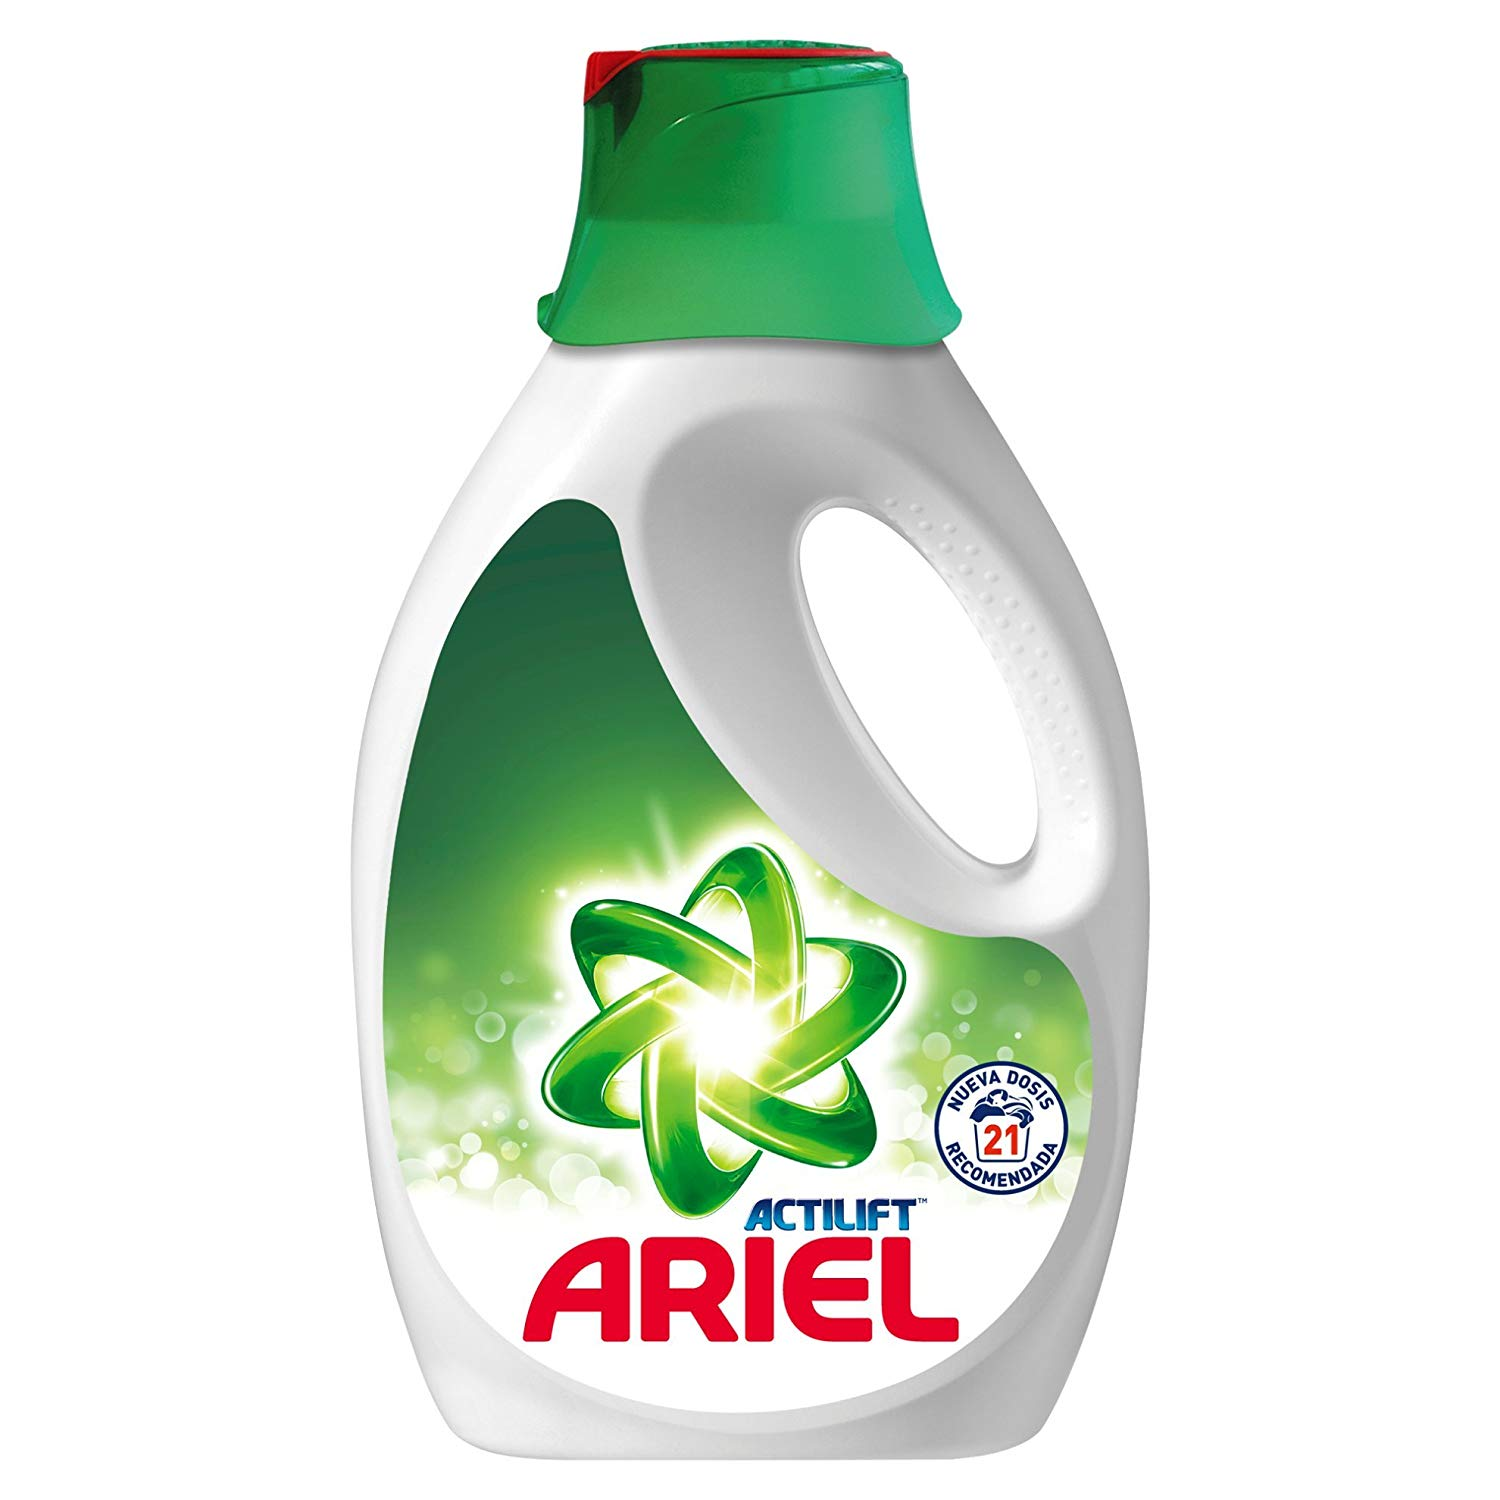 NUEVA DOSIS
21
RECOMENDADA
ACTILIFT™
ARIEL